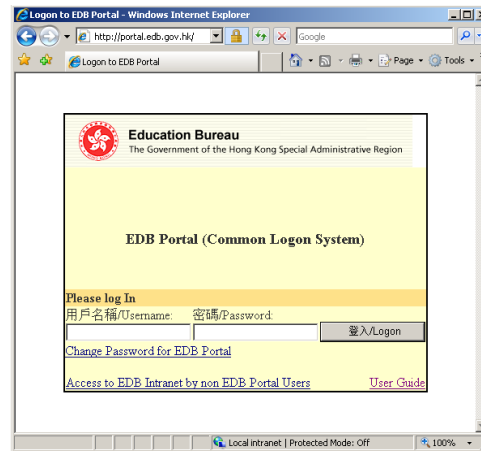 Logon to EDB Portal - Windows Internet Explorer
http://portal.edb.gov.hk/
Google
Logon to EDB Portal
Page
Tools
Education Bureau
The Government of the Hong Kong Special Administrative Region
EDB Portal (Common Logon System)
Please log In
用戶名稱/Username: 密碼/Password:
登入/Logon
Change Password for EDB Portal
Access to EDB Intranet by non EDB Portal Users User Guide
Local intranet | Protected Mode: Off 100%